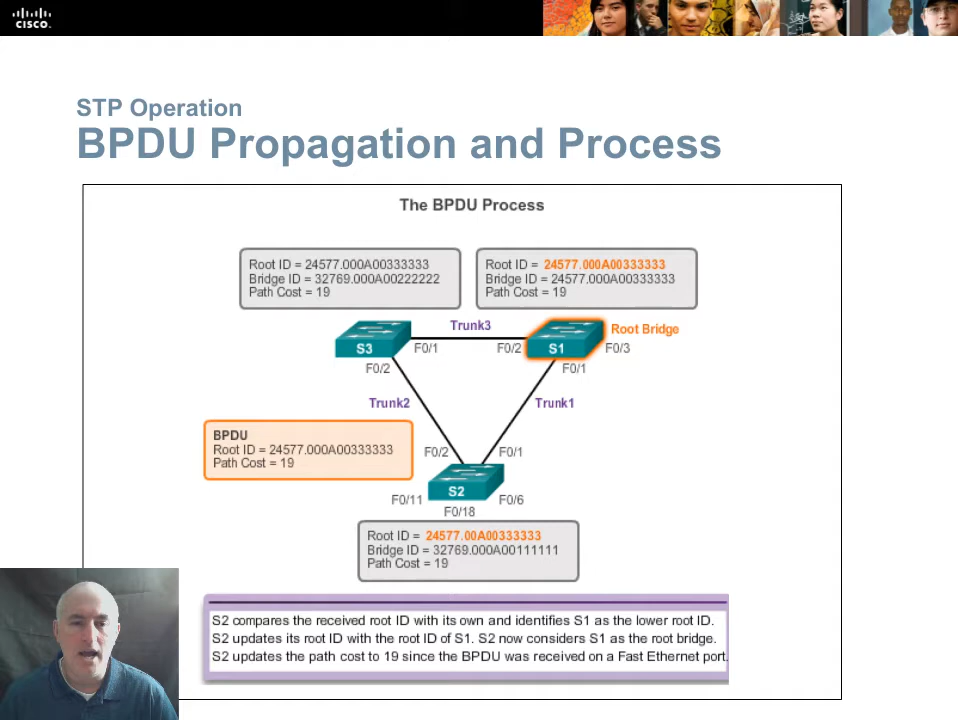 cisco.
STP Operation
BPDU Propagation and Process
The BPDU Process
Root ID = 24577.000A00333333
Bridge ID = 32769.000A00222222
Path Cost = 19
Root ID = 24577.000A00333333
Bridge ID = 24577.000A00333333
Path Cost = 19
Trunk3
Root Bridge
S3
F0/1
F0/2
S1
F0/3
F0/2
F0/1
Trunk2
Trunk1
BPDU
Root ID = 24577.000A00333333
Path Cost = 19
F0/2
F0/1
S2
F0/11
F0/6
F0/18
Root ID = 24577.00A00333333
Bridge ID = 32769.000A00111111
Path Cost = 19
S2 compares the received root ID with its own and identifies S1 as the lower root ID.
S2 updates its root ID with the root ID of S1. S2 now considers S1 as the root bridge.
S2 updates the path cost to 19 since the BPDU was received on a Fast Ethernet port.